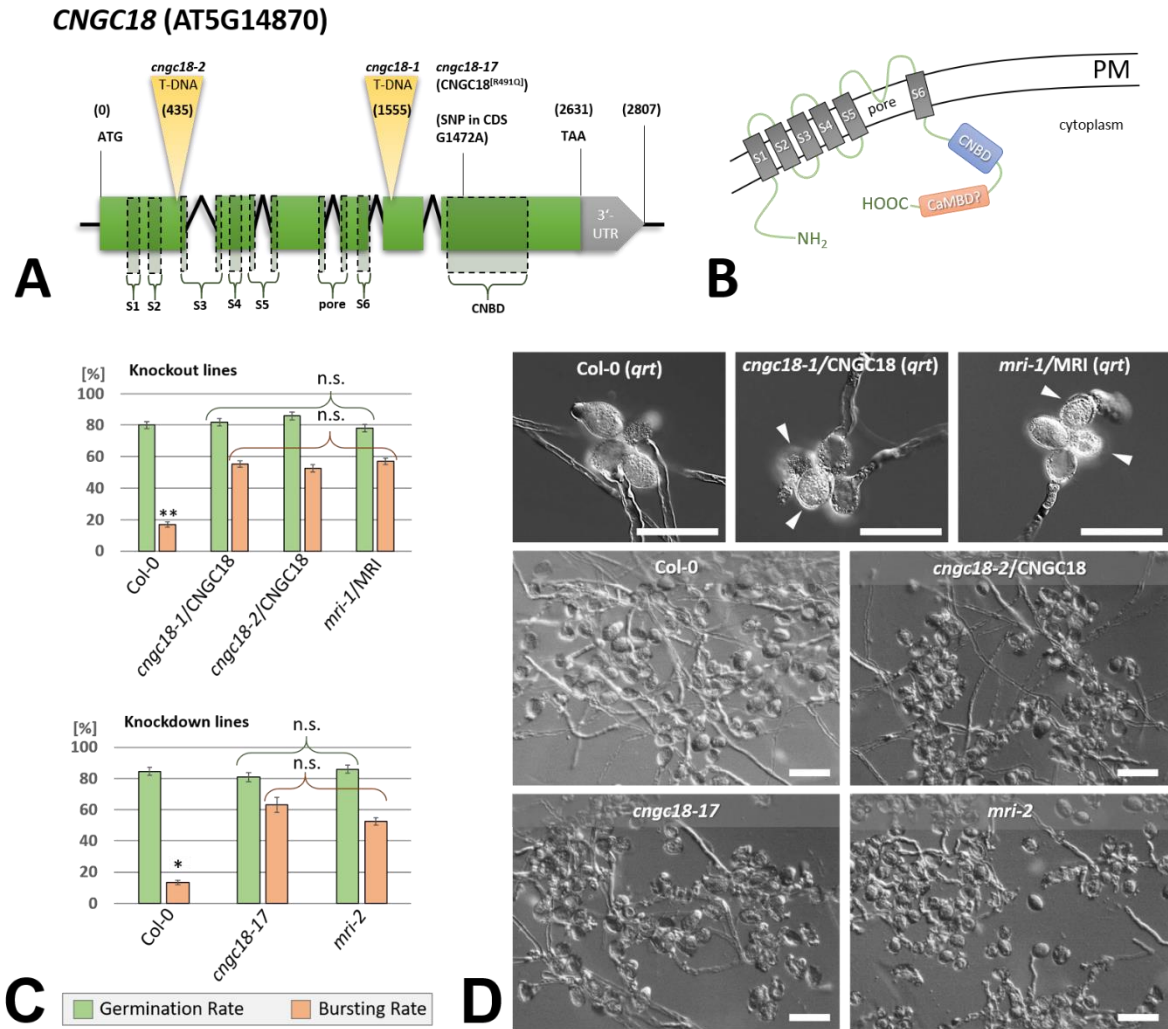 CNGC18 (AT5G14870)
cngc18-2
T-DNA
(435)
cngc18-1
T-DNA
(1555)
cngc18-17
(CNGC18[R491Q])
(SNP in CDS
G1472A)
(0)
ATG
(2631)
TAA
(2807)
3'-
UTR
S1
S2
S3
S4
S5
pore
S6
CNBD
A
PM
cytoplasm
S1
S2
S3
S4
S5
pore
S6
CNBD
CaMBD?
HOOC
NH2
B
[%]
Knockout lines
n.s.
n.s.
100
80
60
40
20
0
**
Col-0
cngc18-1/CNGC18
cngc18-2/CNGC18
mri-1/MRI
[%]
Knockdown lines
n.s.
n.s.
100
80
60
40
20
0
*
Col-0
cngc18-17
mri-2
C
Germination Rate
Bursting Rate
Col-0 (qrt)
cngc18-1/CNGC18 (qrt)
mri-1/MRI (qrt)
Col-0
cngc18-2/CNGC18
cngc18-17
mri-2
D